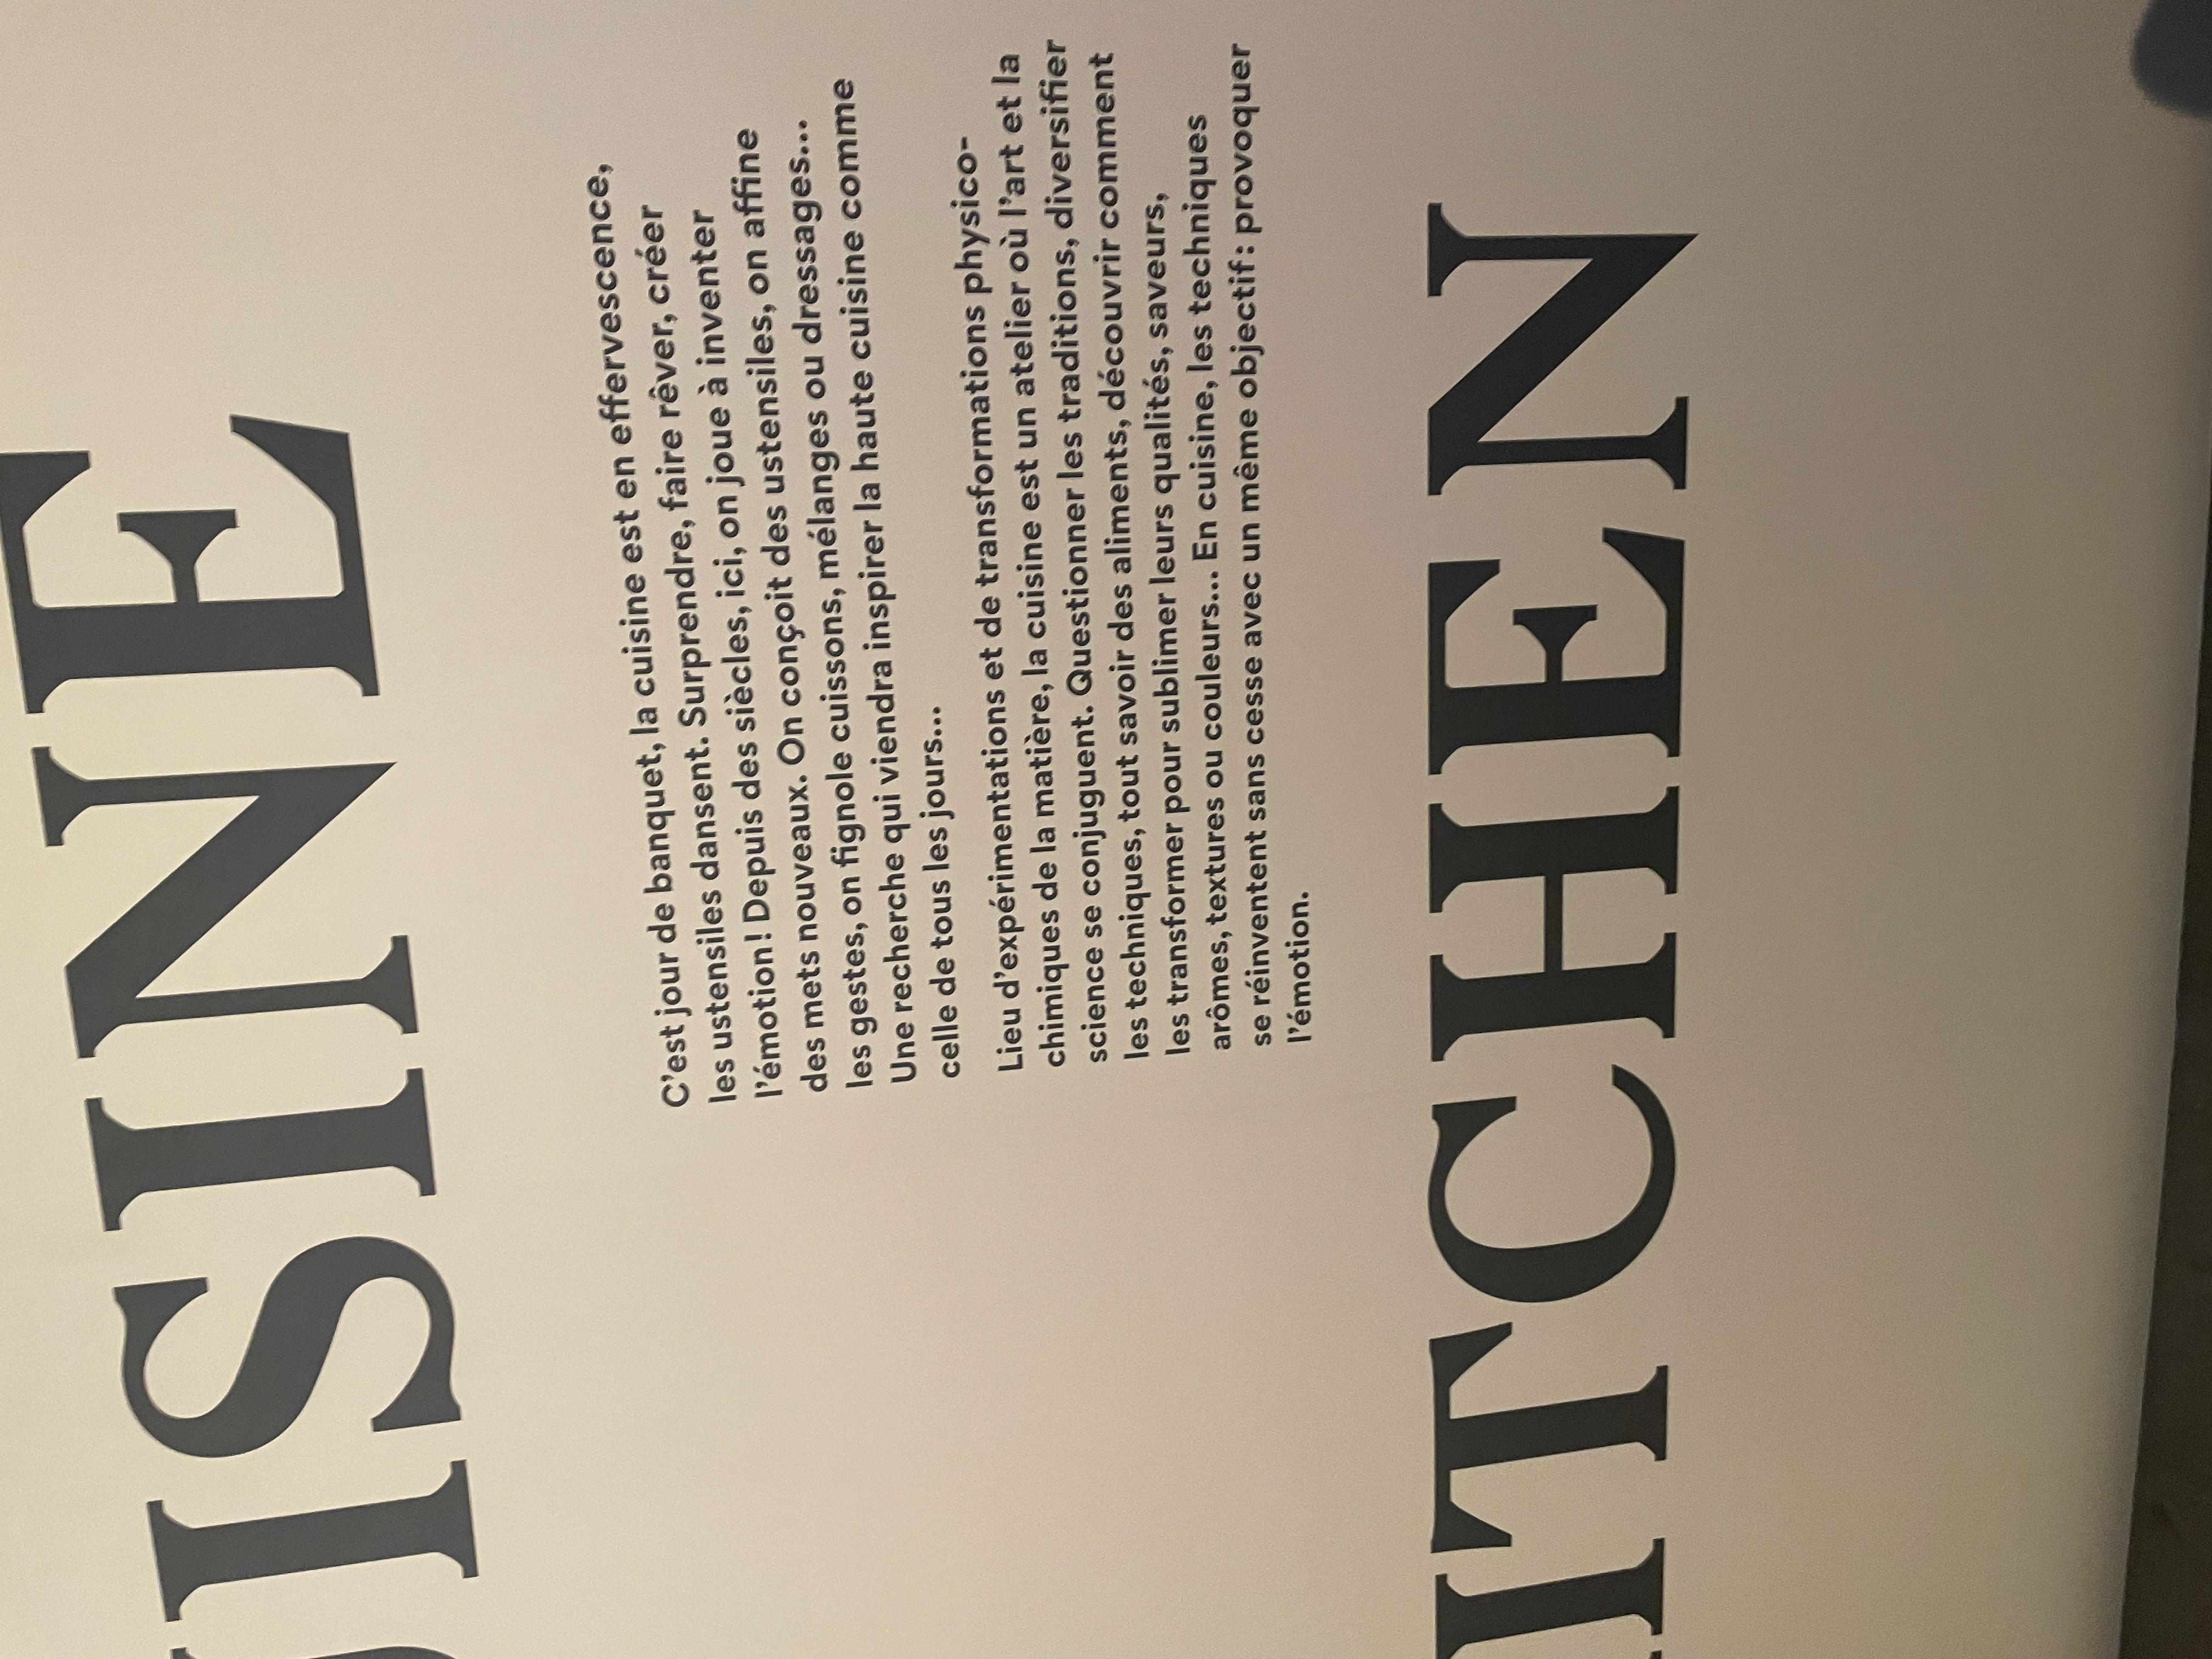 UISINE
C’est jour de banquet, la cuisine est en effervescence,
les ustensiles dansent. Surprendre, faire rêver, créer
l’émotion ! Depuis des siècles, ici, on joue à inventer
des mets nouveaux. On conçoit des ustensiles, on affine
les gestes, on fignole cuissons, mélanges ou dressages...
Une recherche qui viendra inspirer la haute cuisine comme
celle de tous les jours...
Lieu d’expérimentations et de transformations physico-
chimiques de la matière, la cuisine est un atelier où l’art et la
science se conjuguent. Questionner les traditions, diversifier
les techniques, tout savoir des aliments, découvrir comment
les transformer pour sublimer leurs qualités, saveurs,
arômes, textures ou couleurs... En cuisine, les techniques
se réinventent sans cesse avec un même objectif : provoquer
l’émotion.
ITCHEN